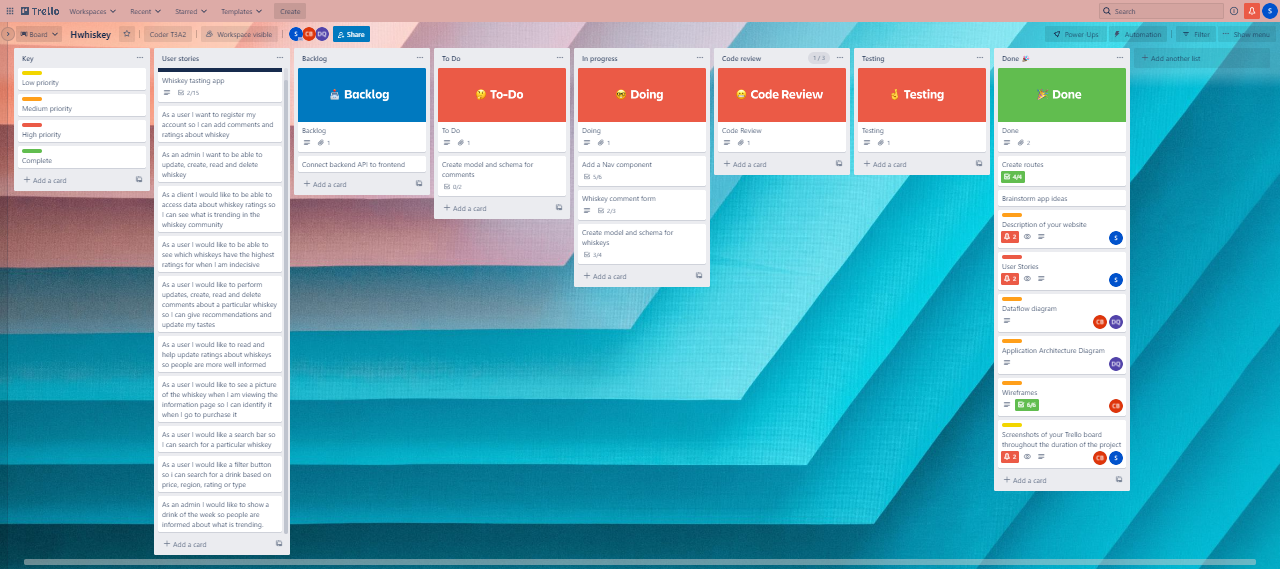 Trello
Workspaces
Recent
Starred
Templates
Create
Search
S
Board
Hwhiskey
Coder T3A2
Workspace visible
S CB DQ
Share
Power Ups
Automation
Filter
Show menu
Key
Low priority
Medium priority
High priority
Complete
Add a card
User stories
Whiskey tasting app
2/15
As a user I want to register my
account so I can add comments and
ratings about whiskey
As an admin I want to be able to
update, create, read and delete
whiskey
As a client I would like to be able to
access data about whiskey ratings so
I can see what is trending in the
whiskey community
As a user I would like to be able to
see which whiskeys have the highest
ratings for when I am indecisive
As a user I would like to perform
updates, create, read and delete
comments about a particular whiskey
so I can give recommendations and
update my tastes
As a user I would like to read and
help update ratings about whiskeys
so people are more well informed
As a user I would like to see a picture
of the whiskey when I am viewing the
information page so I can identify it
when I go to purchase it
As a user I would like a search bar so
I can search for a particular whiskey
As a user I would like a filter button
so i can search for a drink based on
price, region, rating or type
As an admin I would like to show a
drink of the week so people are
informed about what is trending.
Add a card
Backlog
Backlog
Backlog
1
Connect backend API to frontend
Add a card
To Do
To-Do
To Do
1
Create model and schema for
comments
0/2
Add a card
In progress
Doing
Doing
1
Add a Nav component
5/6
Whiskey comment form
2/3
Create model and schema for
whiskeys
3/4
Add a card
Code review
1 / 3
Code Review
Code Review
1
Add a card
Testing
Testing
Testing
1
Add a card
Done
Done
Done
2
Create routes
4/4
Brainstorm app ideas
Description of your website
2
S
User Stories
2
S
Dataflow diagram
CB DQ
Application Architecture Diagram
DQ
Wireframes
6/6
CB
Screenshots of your Trello board
throughout the duration of the project
2
CB S
Add a card
Add another list